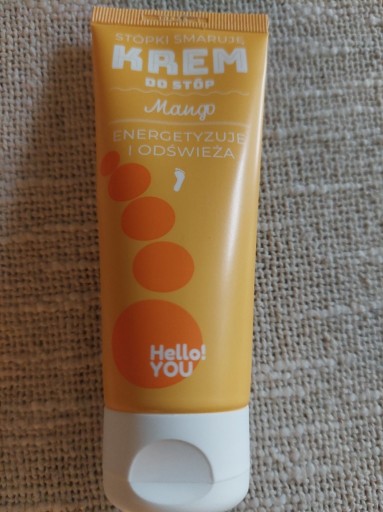 STÓPKI SMARUJĘ
KREM
DO STÓP
Mango
ENERGETYZUJE
I ODŚWIEŻA
Hello!
YOU